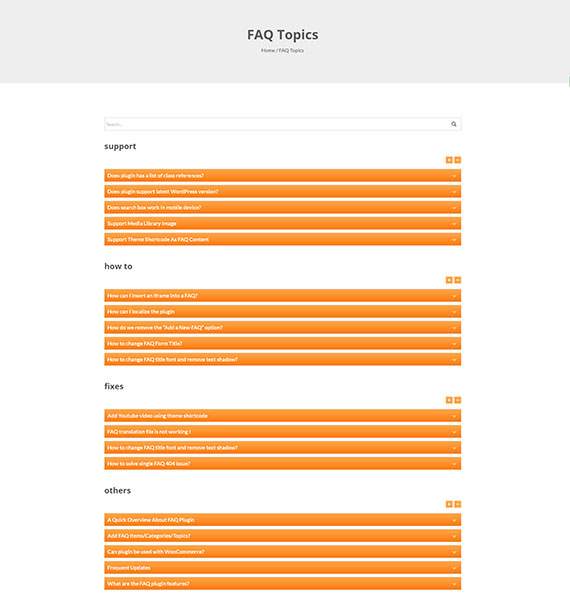 FAQ Topics
Home / FAQ Topics
Search...
support
Does plugin has a list of class references?
Does plugin support latest WordPress version?
Does search box work in mobile device?
Support Media Library Image
Support Theme Shortcode As FAQ Content
how to
How can I insert an iframe into a FAQ?
How can I localize the plugin
How do we remove the "Add a New FAQ" option?
How to change FAQ Form Title?
How to change FAQ title font and remove text shadow?
fixes
Add Youtube video using theme shortcode
FAQ translation file is not working !
How to change FAQ title font and remove text shadow?
How to solve single FAQ 404 issue?
others
A Quick Overview About FAQ Plugin
Add FAQ Items/Categories/Topics?
Can plugin be used with WooCommerce?
Frequent Updates
What are the FAQ plugin features?